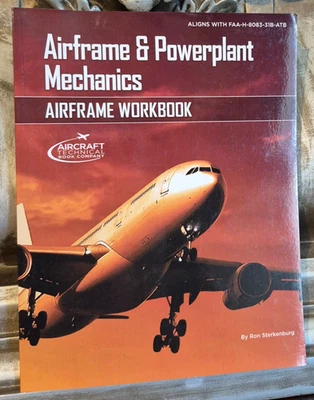 ALIGNS WITH FAA-H-8083-31B-ATB
Airframe & Powerplant
Mechanics
AIRFRAME WORKBOOK
AIRCRAFT
TECHNICAL
BOOK COMPANY
By Ron Sterkenburg